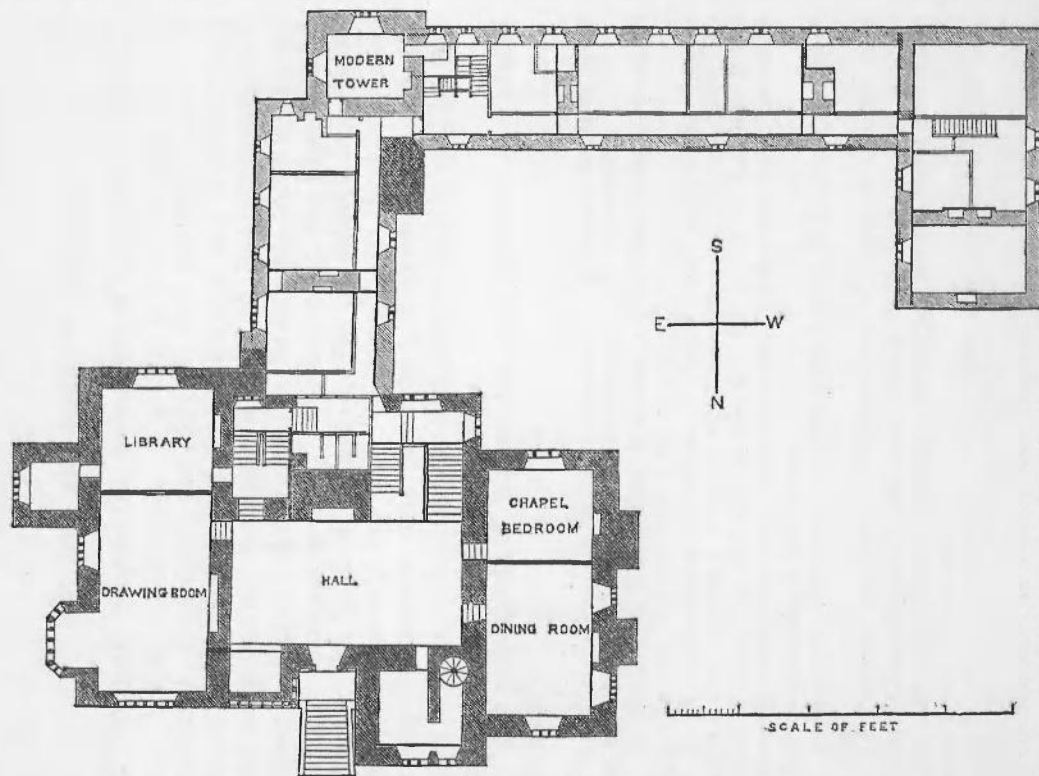 MODERN
TOWER
S
E
W
N
LIBRARY
CHAPEL
BEDROOM
HALL
DRAWING ROOM
DINING ROOM
SCALE OF FEET